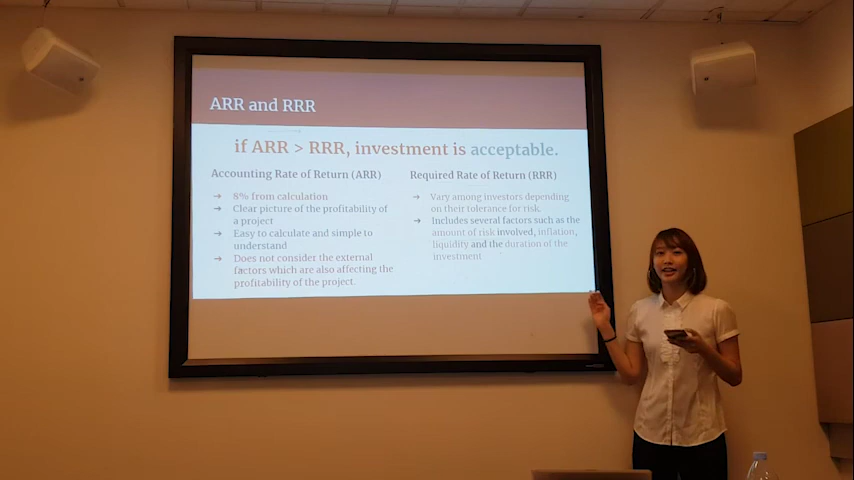 ARR and RRR
if ARR > RRR, investment is acceptable.
Accounting Rate of Return (ARR)
➔ 8% from calculation
➔ Clear picture of the profitability of
a project
➔ Easy to calculate and simple to
understand
➔ Does not consider the external
factors which are also affecting the
profitability of the project.
Required Rate of Return (RRR)
➔ Vary among investors depending
on their tolerance for risk.
➔ Includes several factors such as the
amount of risk involved, inflation,
liquidity and the duration of the
investment